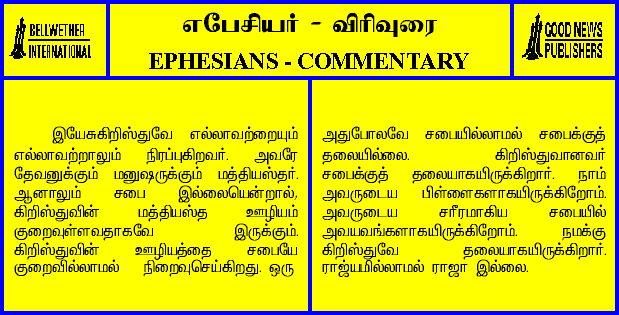 BELLWETHER
INTERNATIONAL
எபேசியர் - விரிவுரை
EPHESIANS - COMMENTARY
GOOD NEWS
PUBLISHERS
இயேசுகிறிஸ்துவே எல்லாவற்றையும்
எல்லாவற்றாலும் நிரப்புகிறவர். அவரே
தேவனுக்கும் மனுஷருக்கும் மத்தியஸ்தர்.
ஆனாலும் சபை இல்லையென்றால்,
கிறிஸ்துவின் மத்தியஸ்த ஊழியம்
குறைவுள்ளவதாகவே இருக்கும்.
கிறிஸ்துவின் ஊழியத்தை சபையே
குறைவில்லாமல் நிறைவுசெய்கிறது. ஒரு
அதுபோலவே சபையில்லாமல் சபைக்குத்
தலையில்லை. கிறிஸ்துவானவர்
சபைக்குத் தலையாகயிருக்கிறார். நாம்
அவருடைய பிள்ளைகளாகயிருக்கிறோம்.
அவருடைய சரீரமாகிய சபையில்
அவயவங்களாகயிருக்கிறோம். நமக்கு
கிறிஸ்துவே தலையாகயிருக்கிறார்.
ராஜ்யமில்லாமல் ராஜா இல்லை.